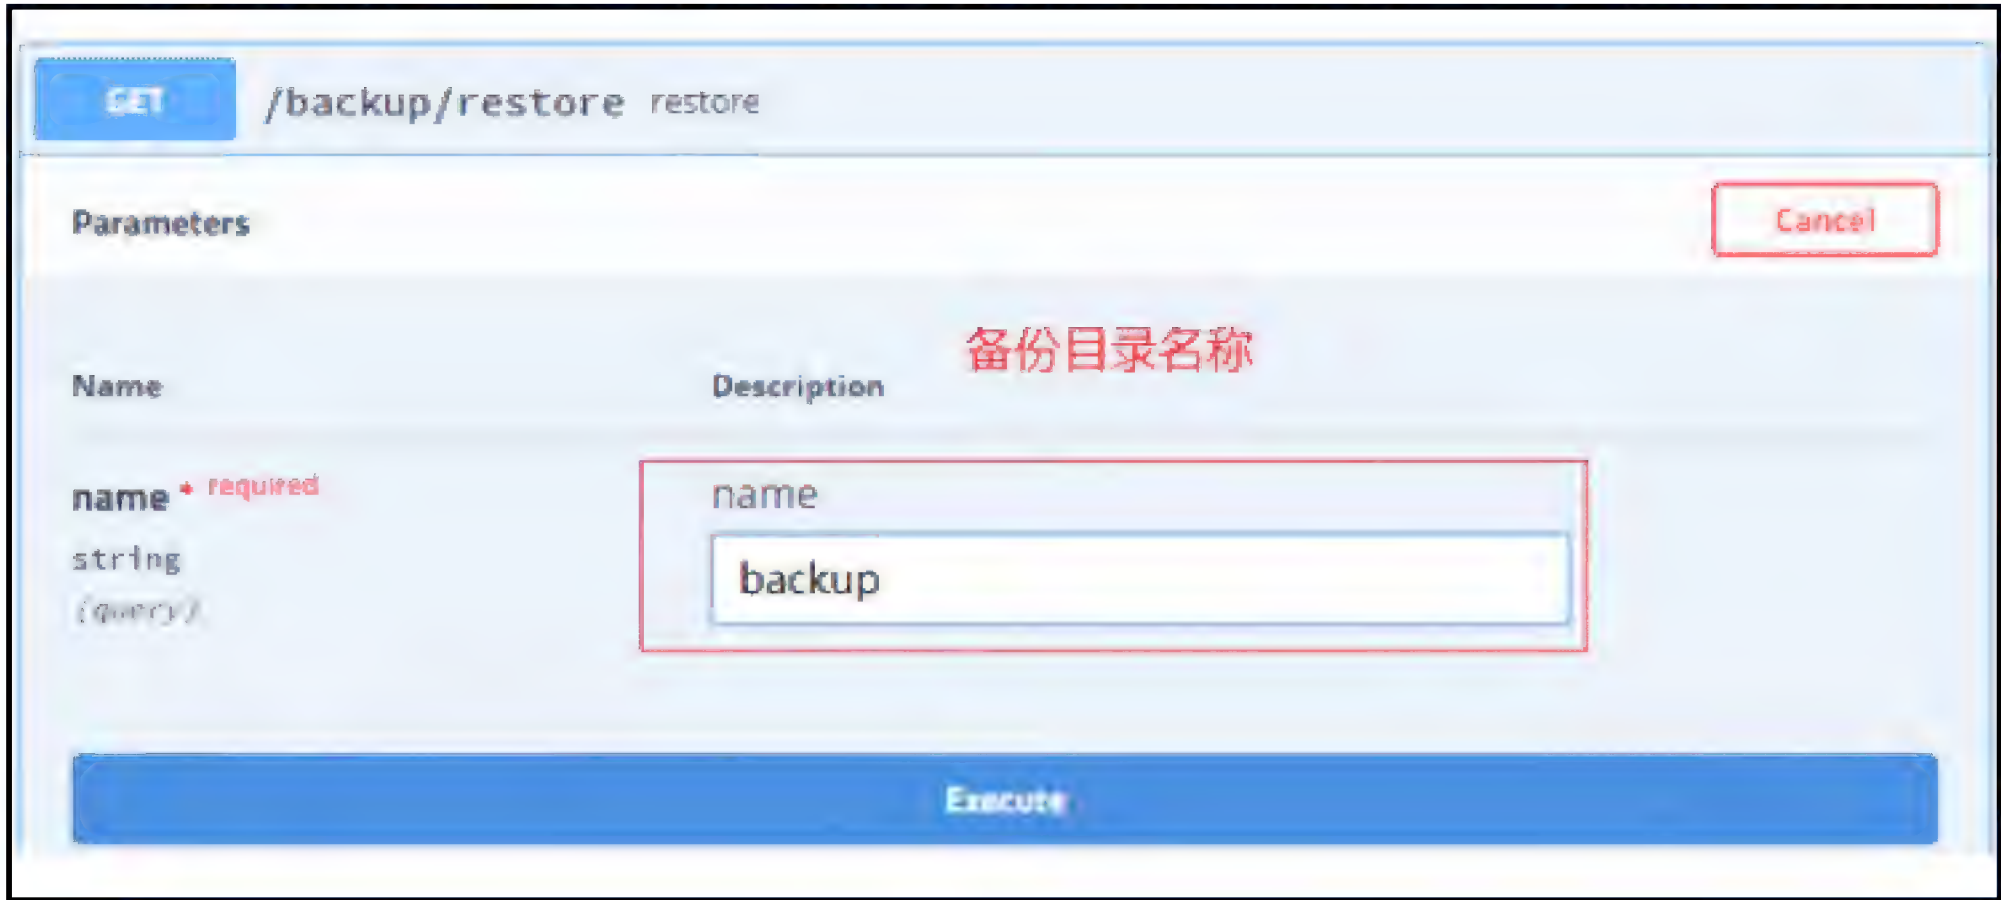 GET /backup/restore restore
Parameters
Cancel
备份目录名称
Name
Description
name * required
name
string
backup
(query)
Execute